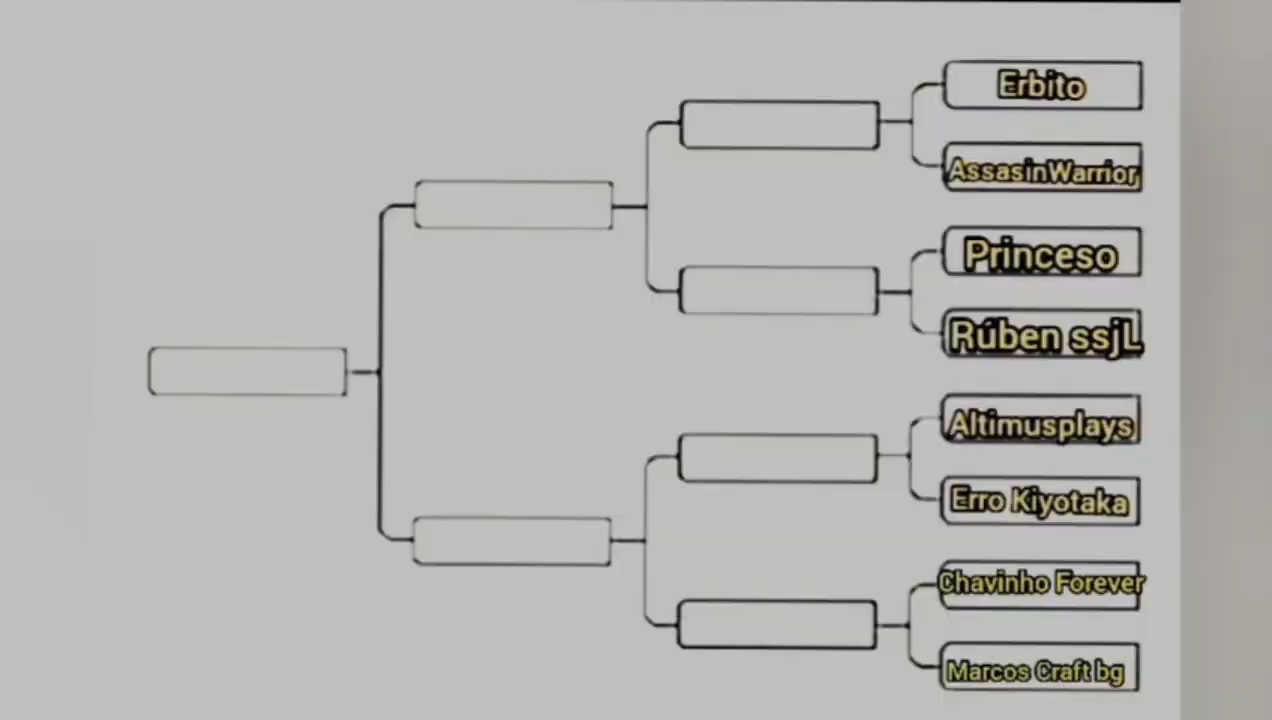 Erbito
AssasinWarrior
Princeso
Rúben ssjL
Altimusplays
Erro Kiyotaka
Chavinho Forever
Marcos Craft bg